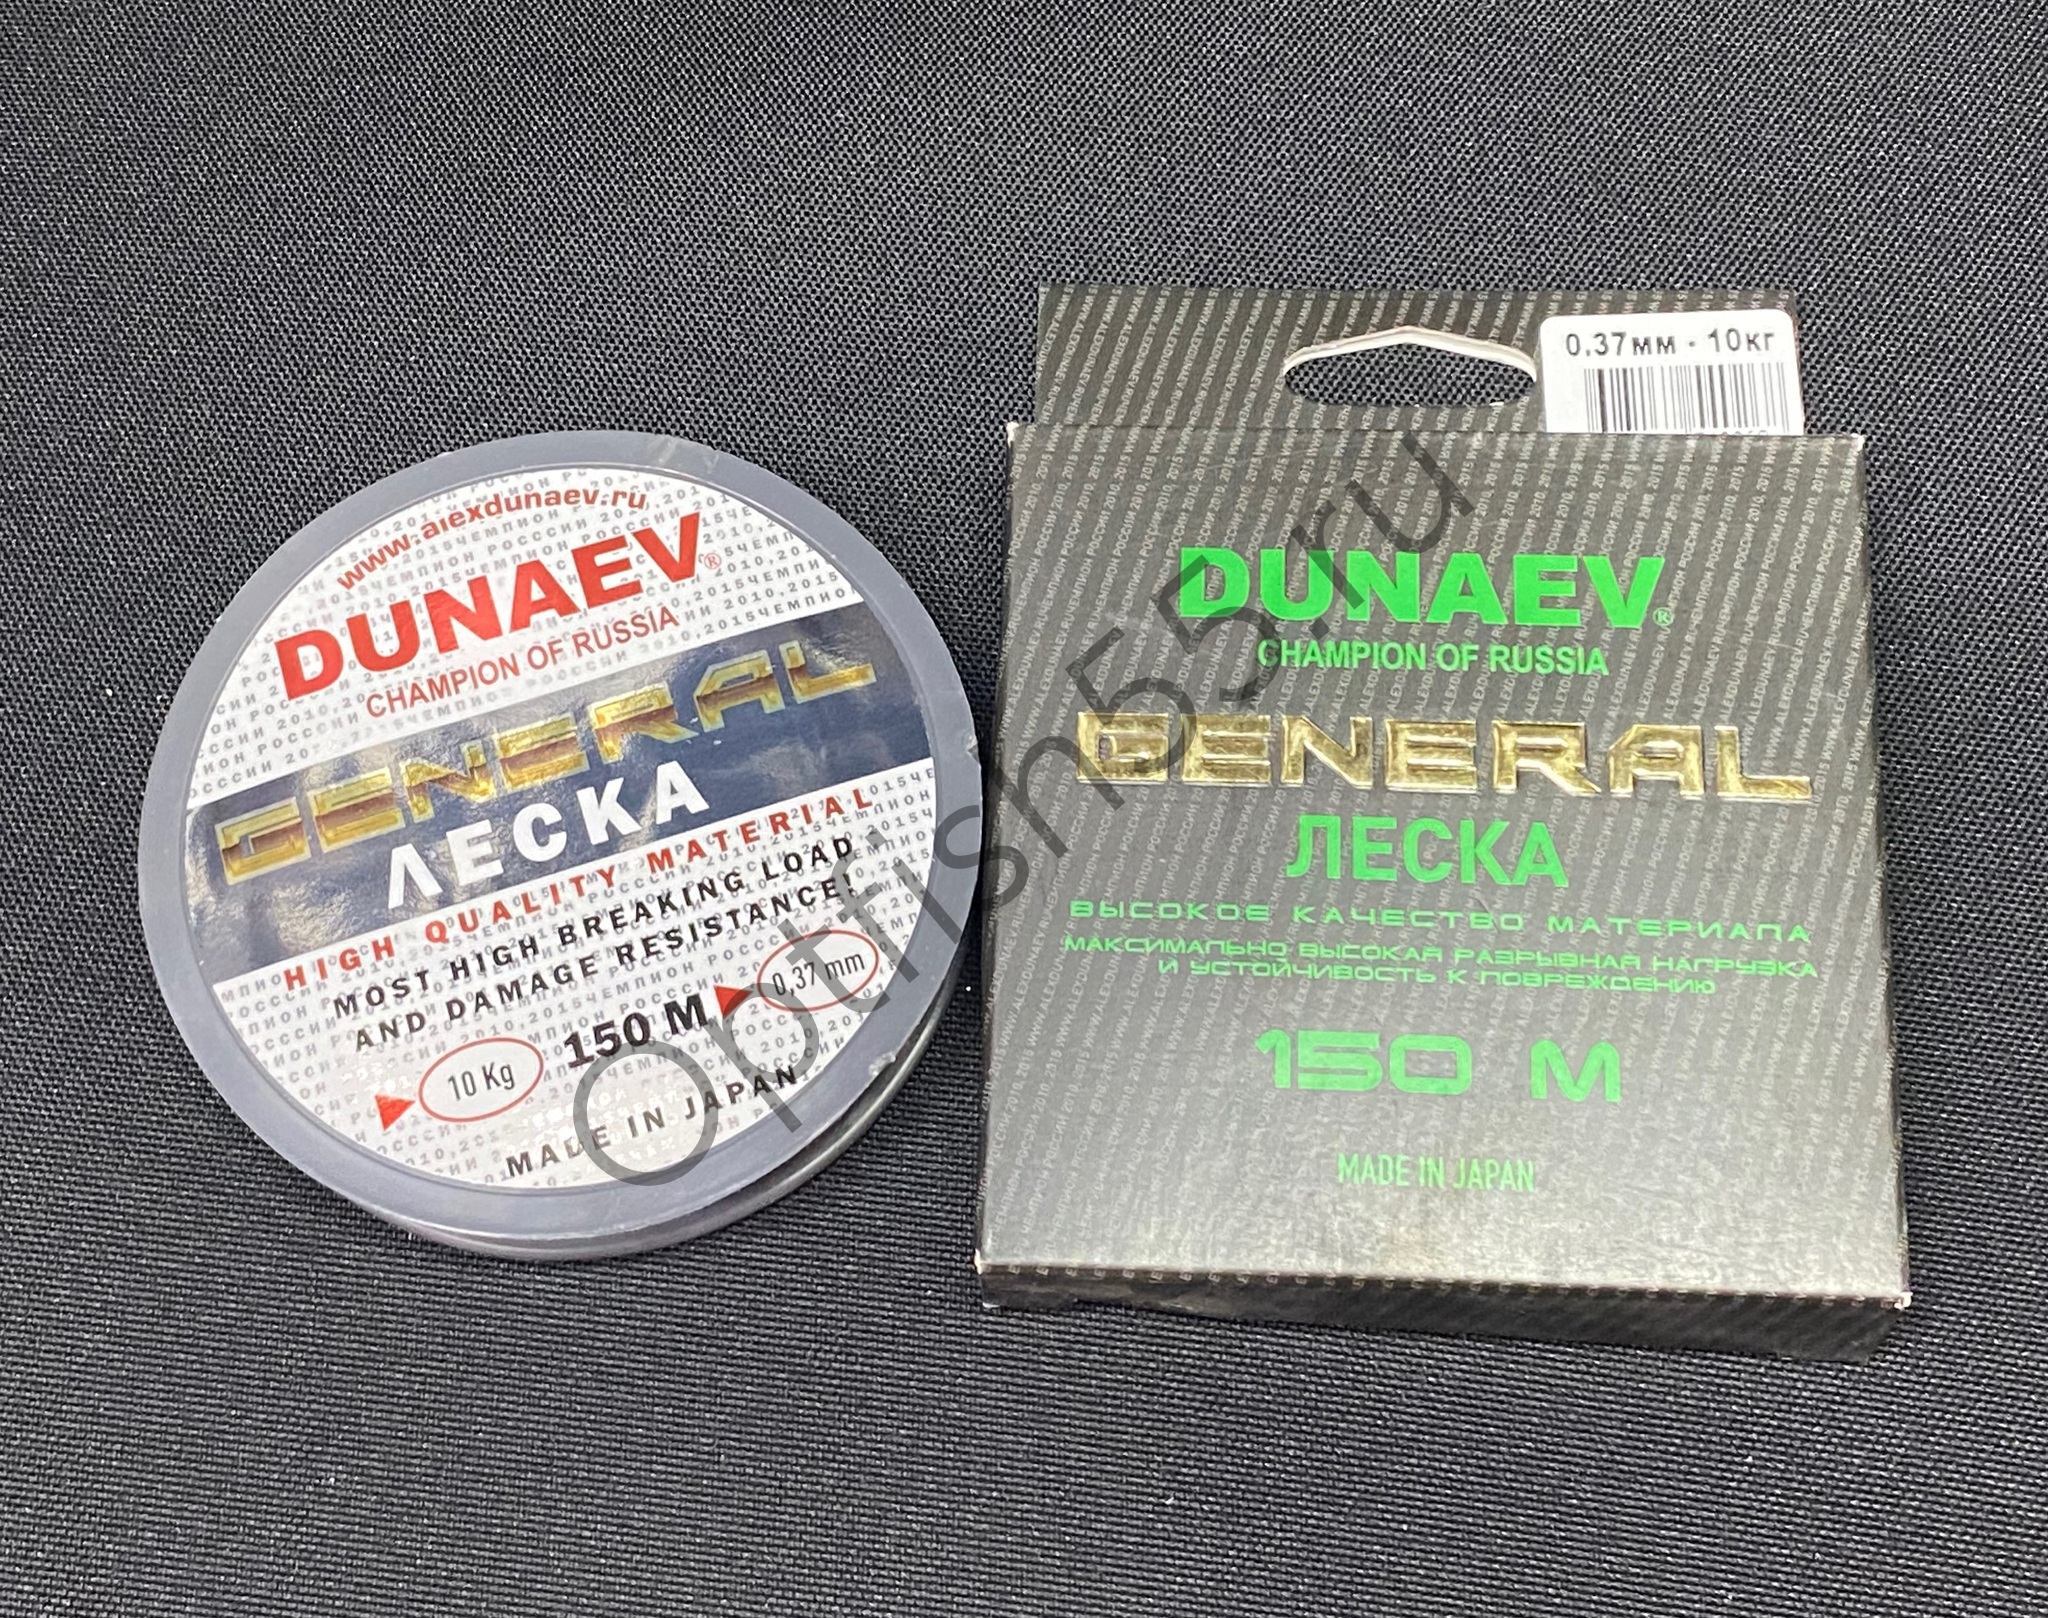 www.alexdunaev.ru
DUNAEV®
CHAMPION OF RUSSIA
GENERAL
ЛЕСКА
HIGH QUALITY MATERIAL
MOST HIGH BREAKING LOAD
AND DAMAGE RESISTANCE!
10 Kg
150 M
0,37 mm
MADE IN JAPAN
0,37мм - 10кг
DUNAEV®
CHAMPION OF RUSSIA
GENERAL
ЛЕСКА
ВЫСОКОЕ КАЧЕСТВО МАТЕРИАЛА
МАКСИМАЛЬНО ВЫСОКАЯ РАЗРЫВНАЯ НАГРУЗКА
И УСТОЙЧИВОСТЬ К ПОВРЕЖДЕНИЮ
150 М
MADE IN JAPAN
Optfish55.ru